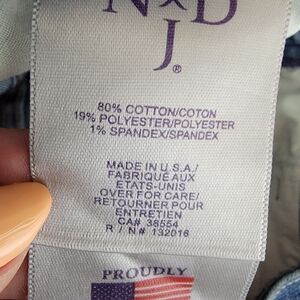 N×D
J.®
80% COTTON/COTON
19% POLYESTER/POLYESTER
1% SPANDEX/SPANDEX
MADE IN U.S.A./
FABRIQUÉ AUX
ETATS-UNIS
OVER FOR CARE/
RETOURNER POUR
ENTRETIEN
CA# 38554
R / N# 132016
PROUDLY